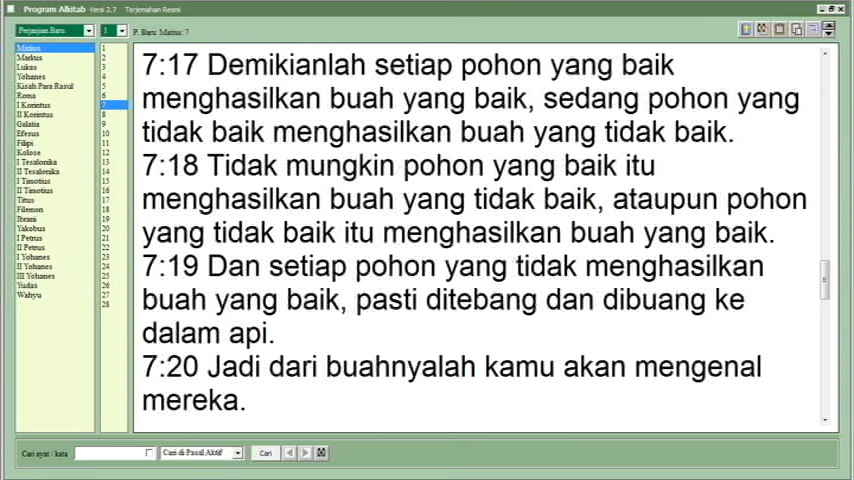 Program Alkitab Versi 2.7 Terjemahan Resmi
Perjanjian Baru 1 P. Baru: Matius: 7
Matius
Markus
Lukas
Yohanes
Kisah Para Rasul
Roma
I Korintus
II Korintus
Galatia
Efesus
Filipi
Kolose
I Tesalonika
II Tesalonika
I Timotius
II Timotius
Titus
Filemon
Ibrani
Yakobus
I Petrus
II Petrus
I Yohanes
II Yohanes
III Yohanes
Yudas
Wahyu
1
2
3
4
5
6
7
8
9
10
11
12
13
14
15
16
17
18
19
20
21
22
23
24
25
26
27
28
7:17 Demikianlah setiap pohon yang baik
menghasilkan buah yang baik, sedang pohon yang
tidak baik menghasilkan buah yang tidak baik.
7:18 Tidak mungkin pohon yang baik itu
menghasilkan buah yang tidak baik, ataupun pohon
yang tidak baik itu menghasilkan buah yang baik.
7:19 Dan setiap pohon yang tidak menghasilkan
buah yang baik, pasti ditebang dan dibuang ke
dalam api.
7:20 Jadi dari buahnyalah kamu akan mengenal
mereka.
Cari ayat / kata Cari di Pasal Aktif Cari